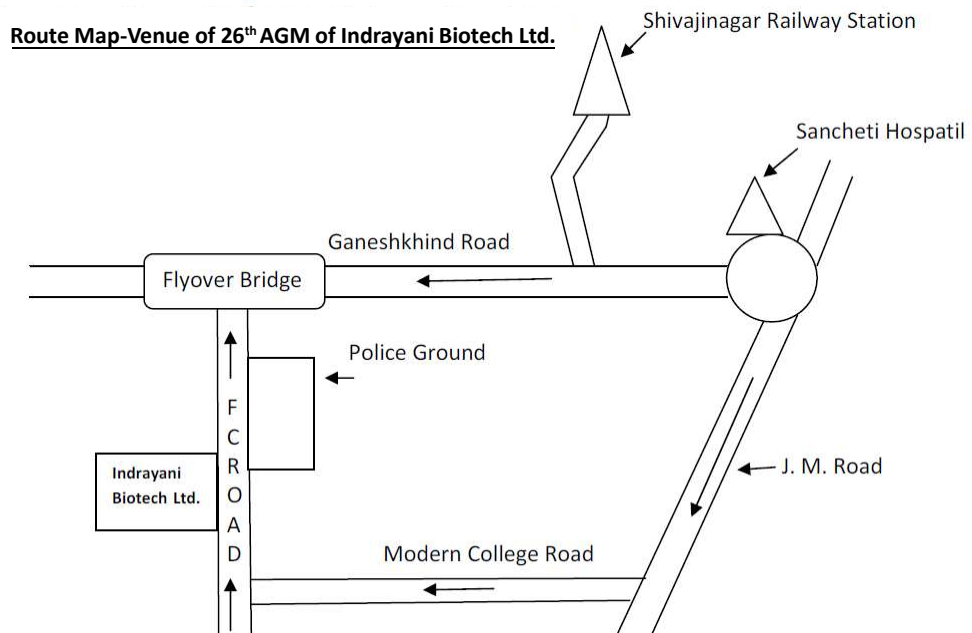 Route Map-Venue of 26th AGM of Indrayani Biotech Ltd.
Shivajinagar Railway Station
Sancheti Hospatil
Ganeshkhind Road
Flyover Bridge
Police Ground
F
C
R
O
A
D
Indrayani
Biotech Ltd.
J. M. Road
Modern College Road